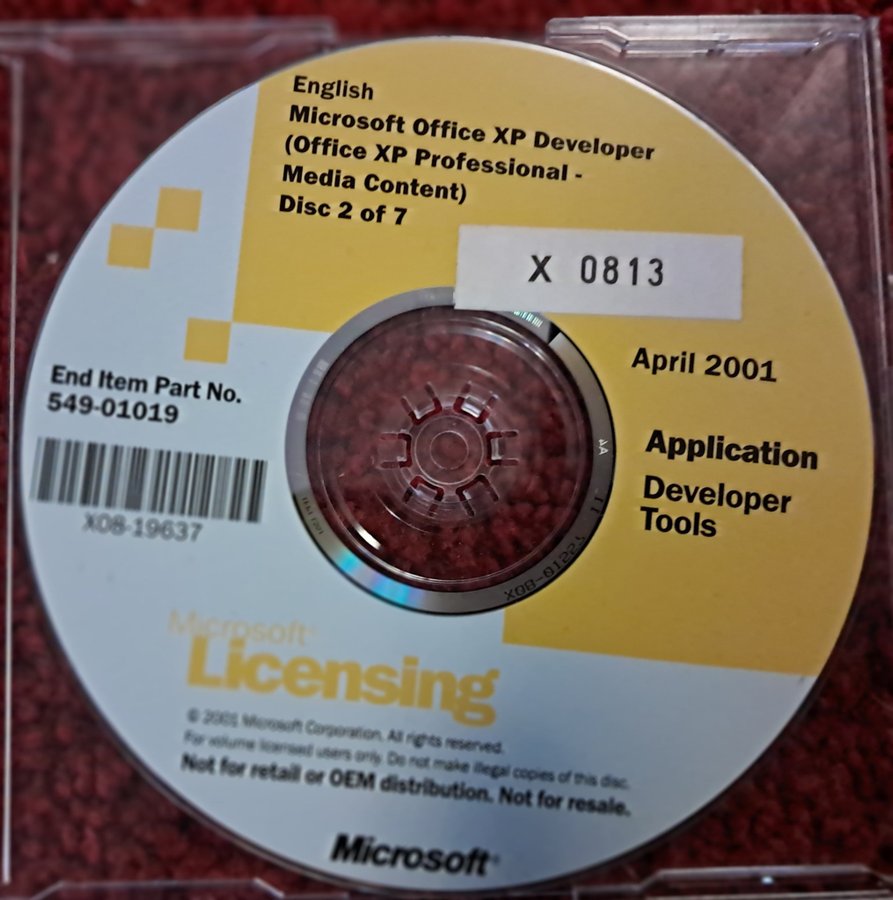 English
Microsoft Office XP Developer
(Office XP Professional -
Media Content)
Disc 2 of 7
X 0813
April 2001
End Item Part No.
549-01019
X08-19637
Application
Developer
Tools
Microsoft®
Licensing
© 2001 Microsoft Corporation. All rights reserved.
For volume licensed users only. Do not make illegal copies of this disc.
Not for retail or OEM distribution. Not for resale.
Microsoft®